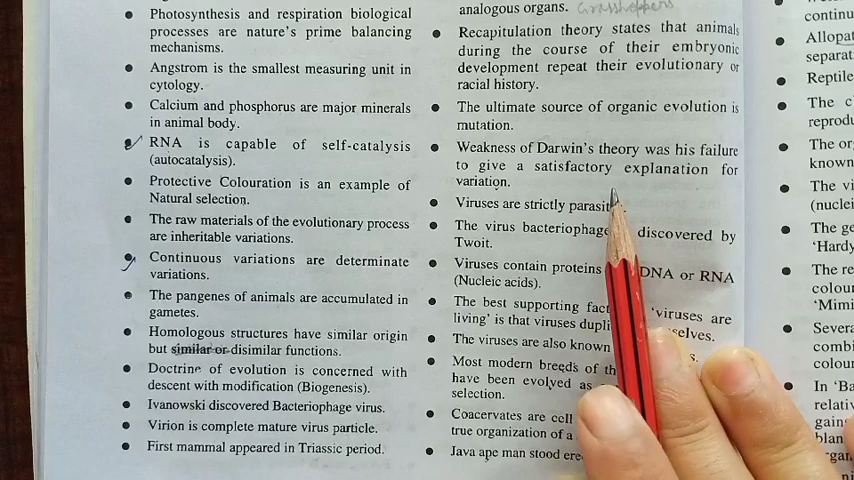 Photosynthesis and respiration biological
processes are nature's prime balancing
mechanisms.
Angstrom is the smallest measuring unit in
cytology.
Calcium and phosphorus are major minerals
in animal body.
RNA is capable of self-catalysis
(autocatalysis).
Protective Colouration is an example of
Natural selection.
The raw materials of the evolutionary process
are inheritable variations.
Continuous variations are determinate
variations.
The pangenes of animals are accumulated in
gametes.
Homologous structures have similar origin
but similar or disimilar functions.
Doctrine of evolution is concerned with
descent with modification (Biogenesis).
Ivanowski discovered Bacteriophage virus.
Virion is complete mature virus particle.
First mammal appeared in Triassic period.
analogous organs. Grasshoppers
Recapitulation theory states that animals
during the course of their embryonic
development repeat their evolutionary or
racial history.
The ultimate source of organic evolution is
mutation.
Weakness of Darwin's theory was his failure
to give a satisfactory explanation for
variation.
Viruses are strictly
The virus bacteriophage discovered by
Twoit.
Viruses contain proteins DNA or RNA
(Nucleic acids).
The best supporting 'viruses are
living' is that viruses
The viruses are also known
Most modern breeds of
have been evolved as
selection.
Coacervates are cell
true organization of a
Java ape man stood
continu
Allopat
separat
Reptile
The c
reprodu
The or
known
The vi
(nuclei
The ge
'Hardy
The re
colour
'Mimi
Severa
combi
colour
In 'Ba
relativ
gain
blan